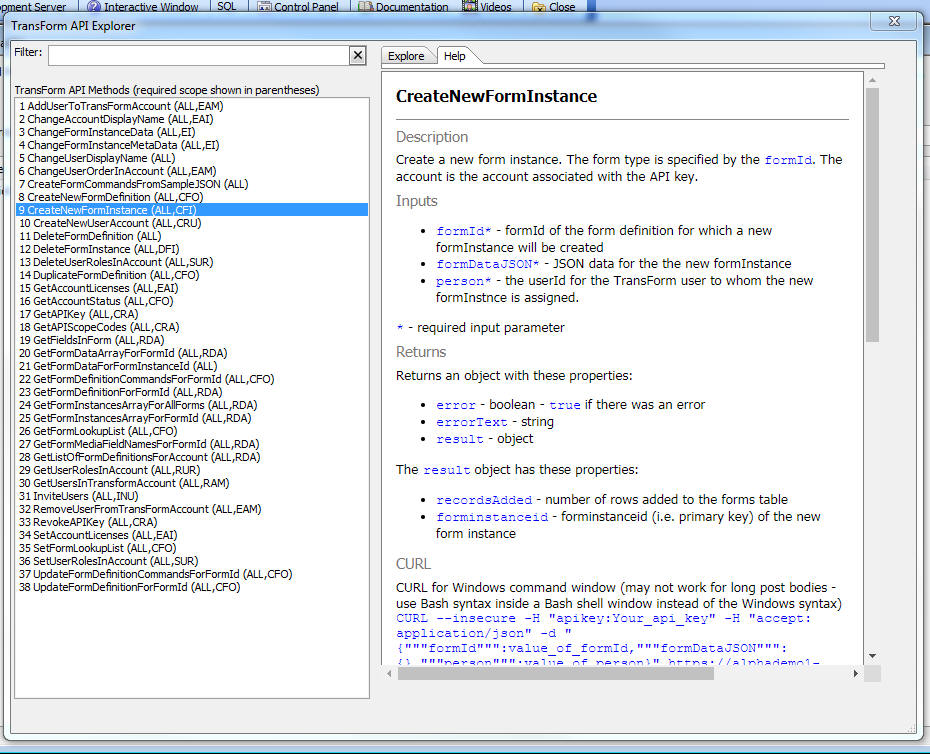 opment Server
Interactive Window
SQL
Control Panel
Documentation
Videos
Close
TransForm API Explorer
Filter:
TransForm API Methods (required scope shown in parentheses)
1 AddUserToTransFormAccount (ALL,EAM)
2 ChangeAccountDisplayName (ALL,EAI)
3 ChangeFormInstanceData (ALL,EI)
4 ChangeFormInstanceMetaData (ALL,EI)
5 ChangeUserDisplayName (ALL)
6 ChangeUserOrderInAccount (ALL,EAM)
7 CreateFormCommandsFromSampleJSON (ALL)
8 CreateNewFormDefinition (ALL,CFO)
9 CreateNewFormInstance (ALL,CFI)
10 CreateNewUserAccount (ALL,CRU)
11 DeleteFormDefinition (ALL)
12 DeleteFormInstance (ALL,DFI)
13 DeleteUserRolesInAccount (ALL,SUR)
14 DuplicateFormDefinition (ALL,CFO)
15 GetAccountLicenses (ALL,EAI)
16 GetAccountStatus (ALL,CFO)
17 GetAPIKey (ALL,CRA)
18 GetAPIScopeCodes (ALL,CRA)
19 GetFieldsInForm (ALL,RDA)
20 GetFormDataArrayForFormId (ALL,RDA)
21 GetFormDataForFormInstanceId (ALL)
22 GetFormDefinitionCommandsForFormId (ALL,CFO)
23 GetFormDefinitionForFormId (ALL,RDA)
24 GetFormInstancesArrayForAllForms (ALL,RDA)
25 GetFormInstancesArrayForFormId (ALL,RDA)
26 GetFormLookupList (ALL,CFO)
27 GetFormMediaFieldNamesForFormId (ALL,RDA)
28 GetListOfFormDefinitionsForAccount (ALL,RDA)
29 GetUserRolesInAccount (ALL,RUR)
30 GetUsersInTransformAccount (ALL,RAM)
31 InviteUsers (ALL,INU)
32 RemoveUserFromTransFormAccount (ALL,EAM)
33 RevokeAPIKey (ALL,CRA)
34 SetAccountLicenses (ALL,EAI)
35 SetFormLookupList (ALL,CFO)
36 SetUserRolesInAccount (ALL,SUR)
37 UpdateFormDefinitionCommandsForFormId (ALL,CFO)
38 UpdateFormDefinitionForFormId (ALL,CFO)
Explore
Help
CreateNewFormInstance
Description
Create a new form instance. The form type is specified by the formId. The
account is the account associated with the API key.
Inputs
• formId* - formId of the form definition for which a new
formInstance will be created
• formDataJSON* - JSON data for the the new formInstance
• person* - the userId for the TransForm user to whom the new
formInstnce is assigned.
* - required input parameter
Returns
Returns an object with these properties:
• error - boolean - true if there was an error
• errorText - string
• result - object
The result object has these properties:
• recordsAdded - number of rows added to the forms table
• forminstanceid - forminstanceid (i.e. primary key) of the new
form instance
CURL
CURL for Windows command window (may not work for long post bodies -
use Bash syntax inside a Bash shell window instead of the Windows syntax)
CURL --insecure -H "apikey:Your_api_key" -H "accept:
application/json" -d "
{"""formId""":value_of_formId,"""formDataJSON""":
{},"""person""":value_of_person}" https://alphademo1-